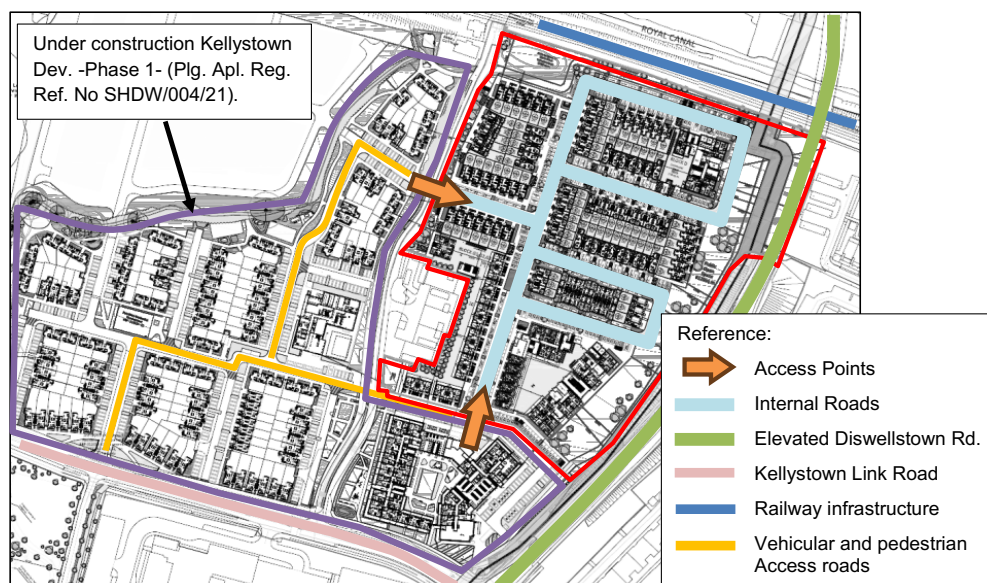 Under construction Kellystown
Dev. -Phase 1- (Plg. Apl. Reg.
Ref. No SHDW/004/21).
ROYAL CANAL
Reference:
Access Points
Internal Roads
Elevated Diswellstown Rd.
Kellystown Link Road
Railway infrastructure
Vehicular and pedestrian
Access roads